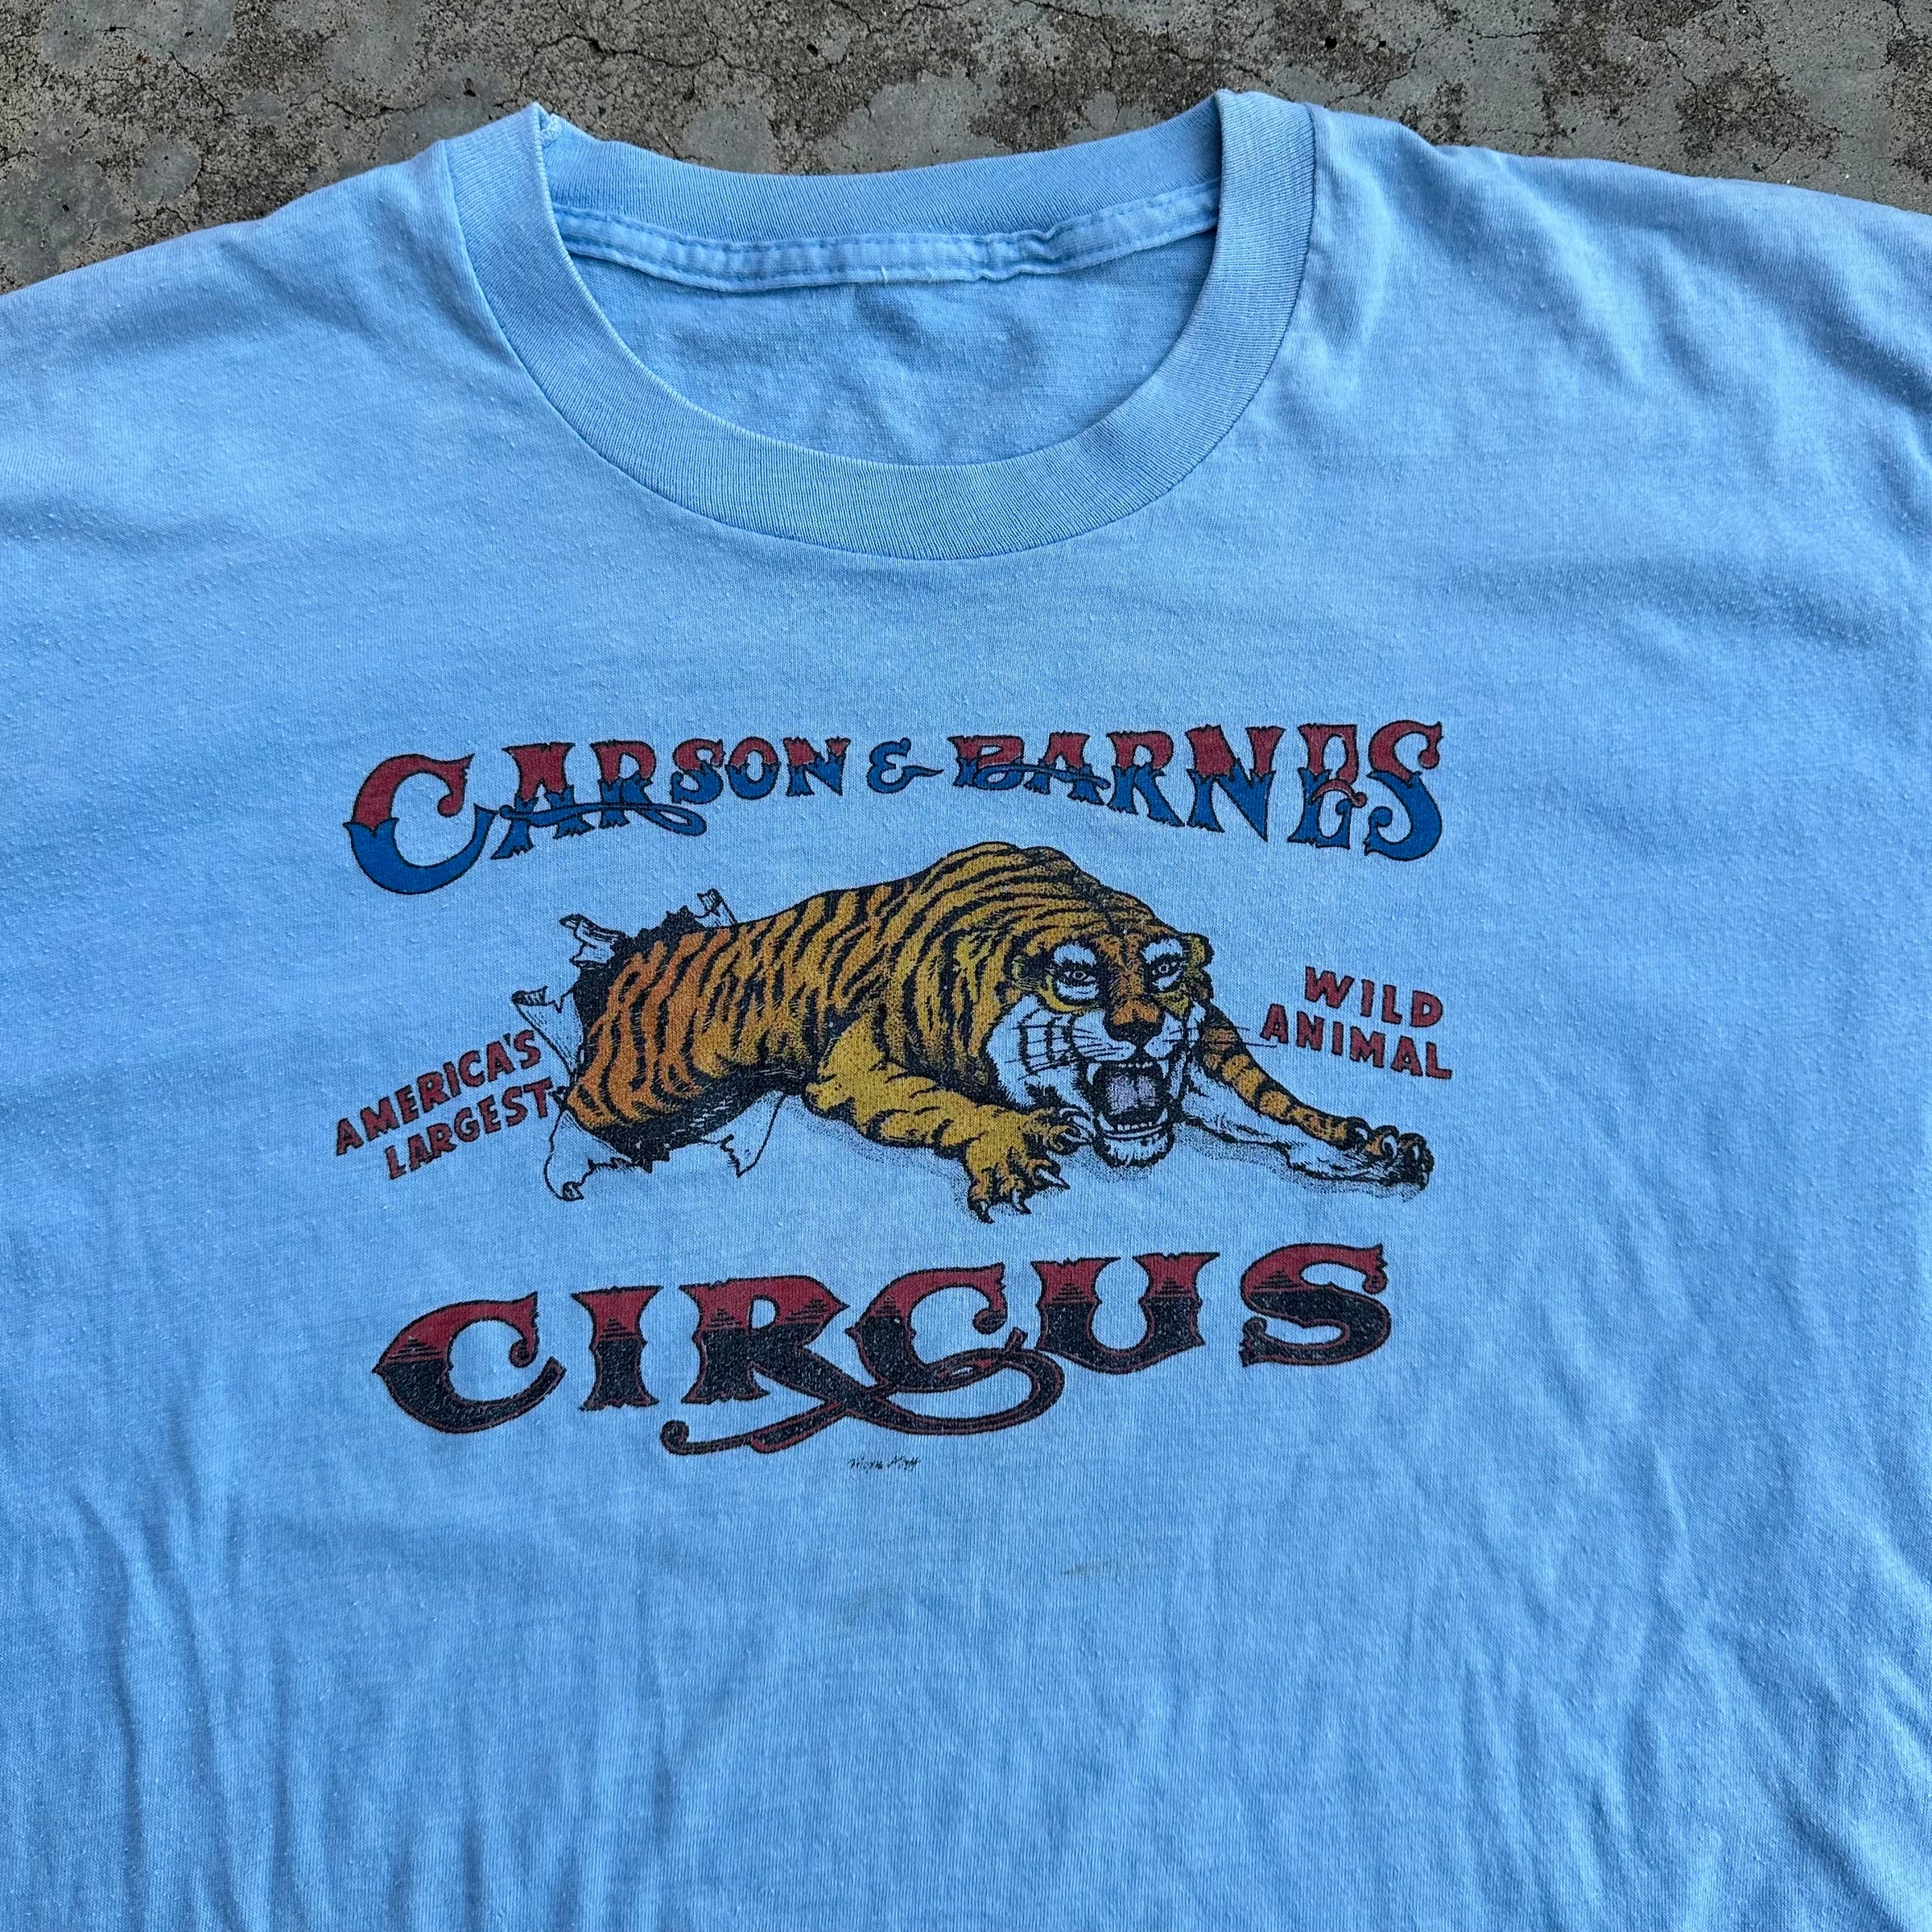 CARSON & BARNES
AMERICA'S
LARGEST
WILD
ANIMAL
CIRCUS